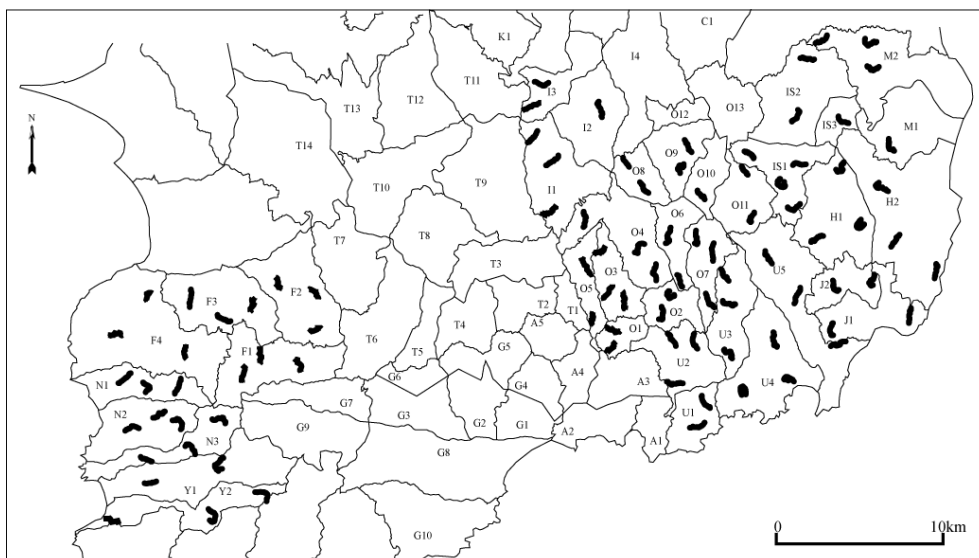 C1
K1
M2
I4
T11
T12
T13
I3
IS2
O13
O12
IS3
M1
I2
T14
O9
IS1
O8
O10
T10
T9
I1
H2
O11
H1
O6
O4
T7
T8
T3
O3
O7
U5
F2
F3
O5
J2
T2
T1
O2
J1
T4
A5
O1
U3
F4
F1
T6
T5
G5
U2
G6
A4
N1
G4
A3
U4
G7
N2
G3
G2
G1
U1
N3
G9
A2
A1
G8
Y1
Y2
G10
N
0 10km